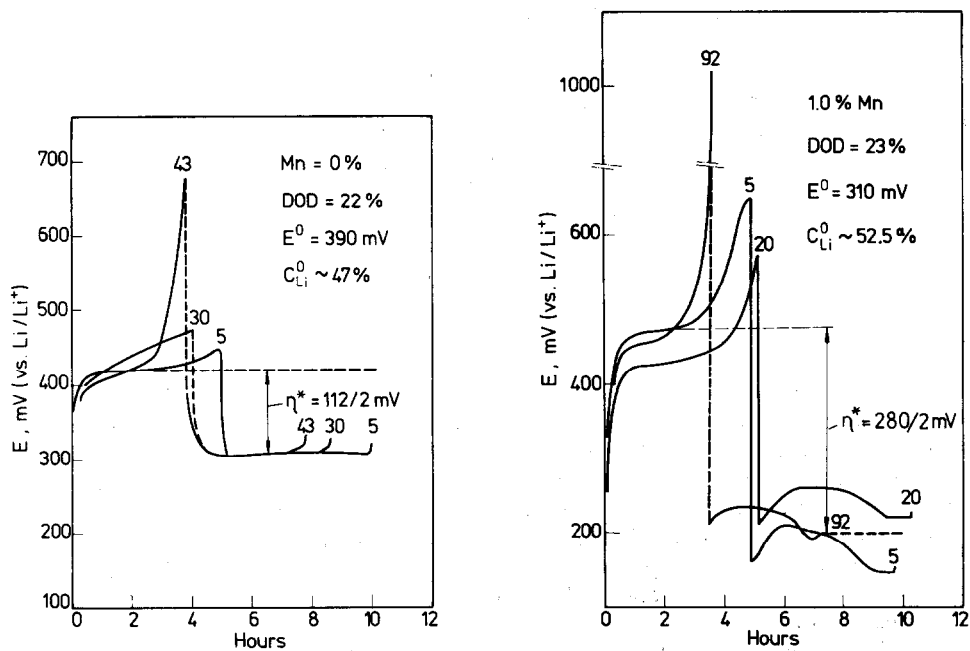 E, mV (vs. Li/Li⁺)
700
600
500
400
300
200
100
43
30
5
Mn = 0%
DOD = 22%
E⁰ = 390 mV
C⁰Li ~ 47%
η* = 112/2 mV
43 30 5
0 2 4 6 8 10 12
Hours
E, mV (vs. Li/Li⁺)
1000
600
400
200
92
5
20
1.0% Mn
DOD = 23%
E⁰ = 310 mV
C⁰Li ~ 52.5%
η* = 280/2 mV
20
92
5
0 2 4 6 8 10 12
Hours